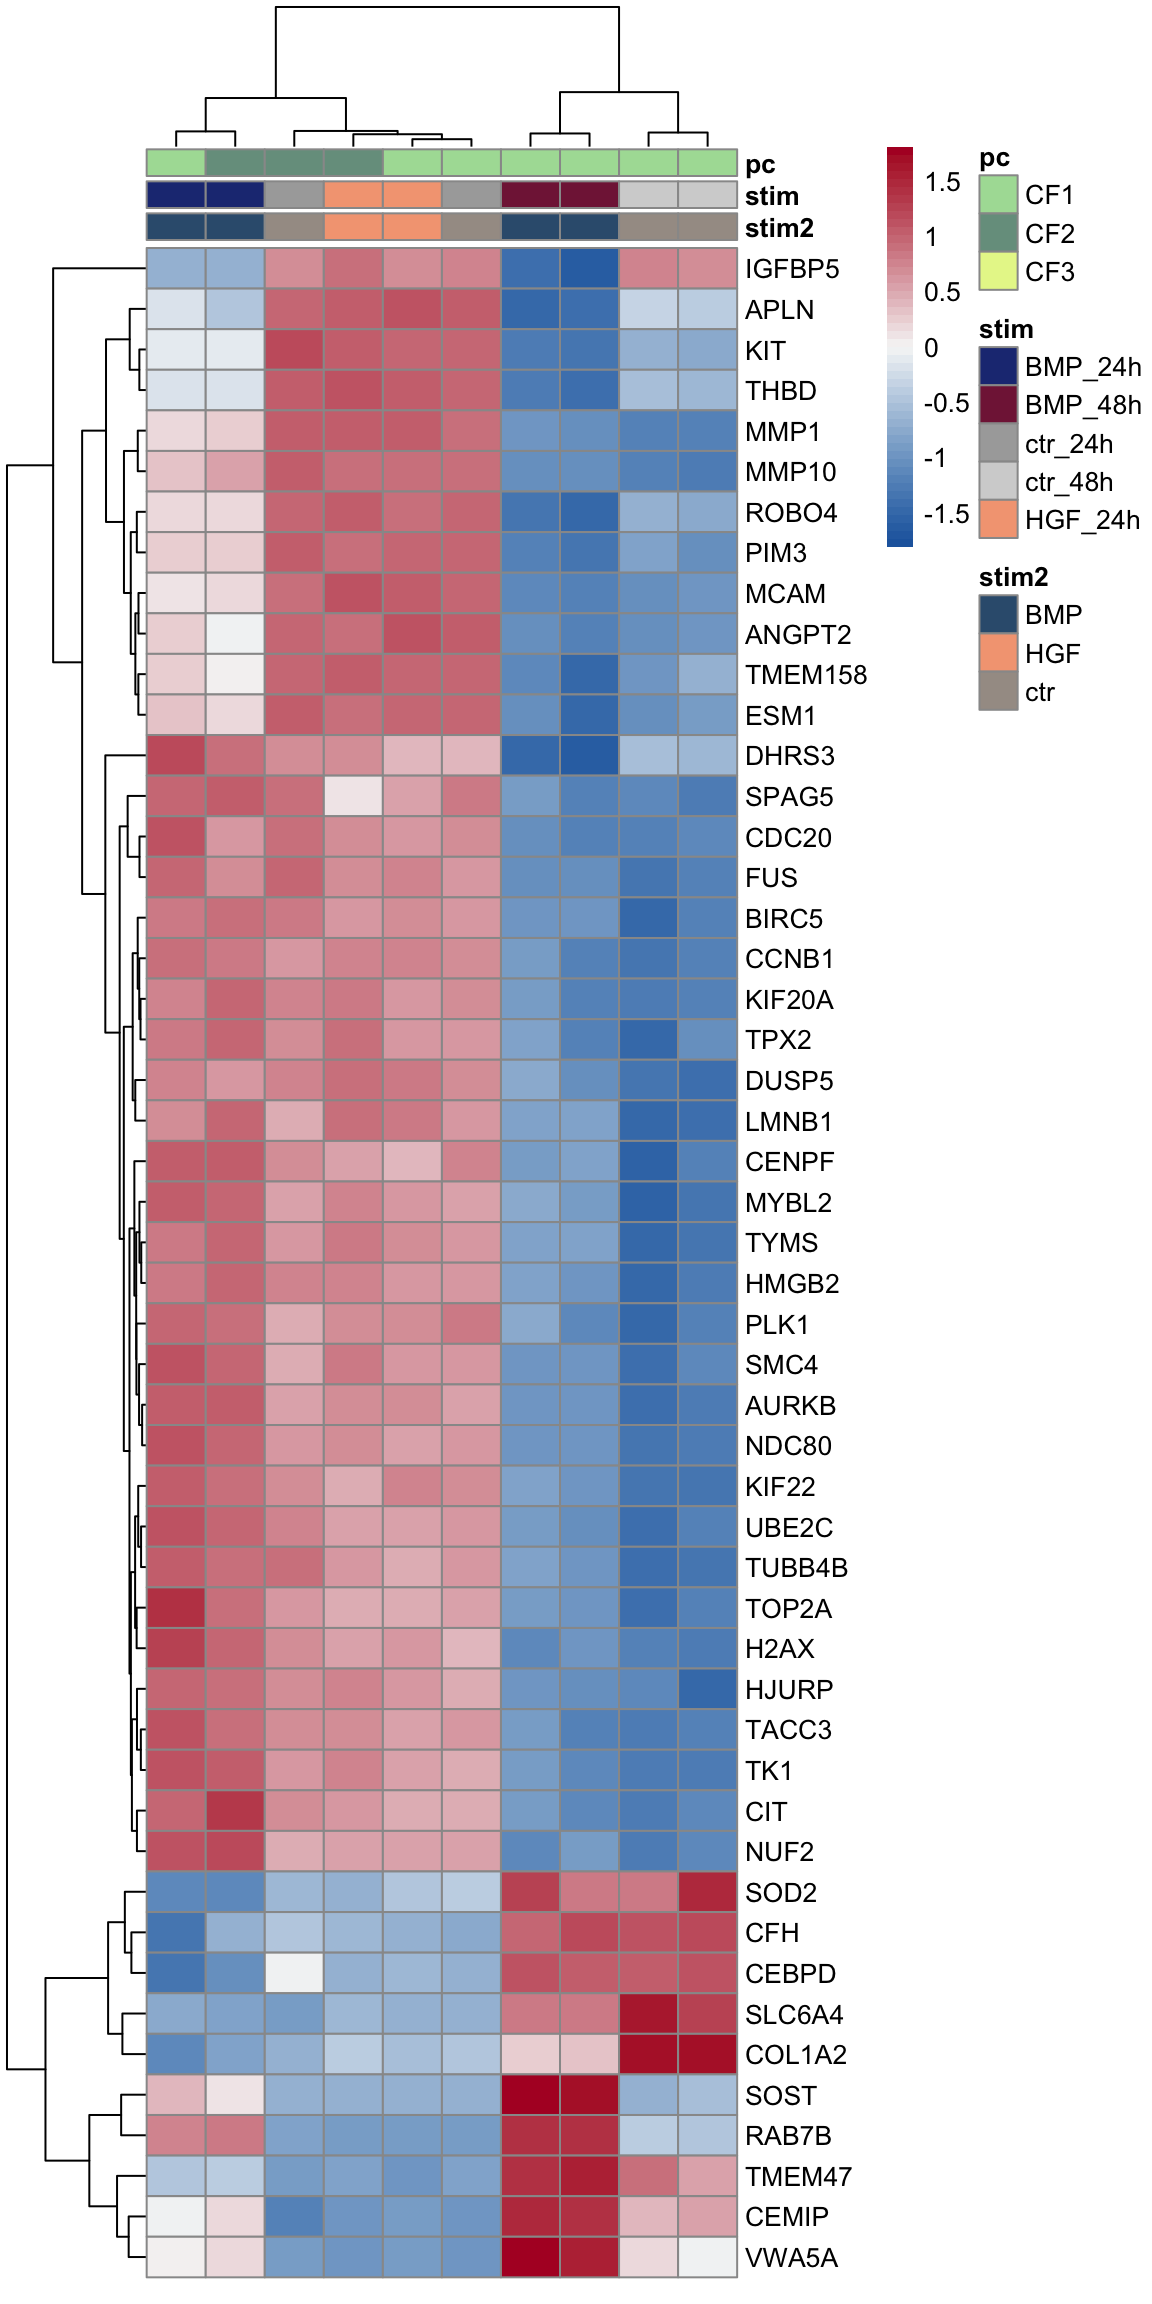 pc
stim
stim2
IGFBP5
APLN
KIT
THBD
MMP1
MMP10
ROBO4
PIM3
MCAM
ANGPT2
TMEM158
ESM1
DHRS3
SPAG5
CDC20
FUS
BIRC5
CCNB1
KIF20A
TPX2
DUSP5
LMNB1
CENPF
MYBL2
TYMS
HMGB2
PLK1
SMC4
AURKB
NDC80
KIF22
UBE2C
TUBB4B
TOP2A
H2AX
HJURP
TACC3
TK1
CIT
NUF2
SOD2
CFH
CEBPD
SLC6A4
COL1A2
SOST
RAB7B
TMEM47
CEMIP
VWA5A
1.5
1
0.5
0
-0.5
-1
-1.5
pc
CF1
CF2
CF3
stim
BMP_24h
BMP_48h
ctr_24h
ctr_48h
HGF_24h
stim2
BMP
HGF
ctr